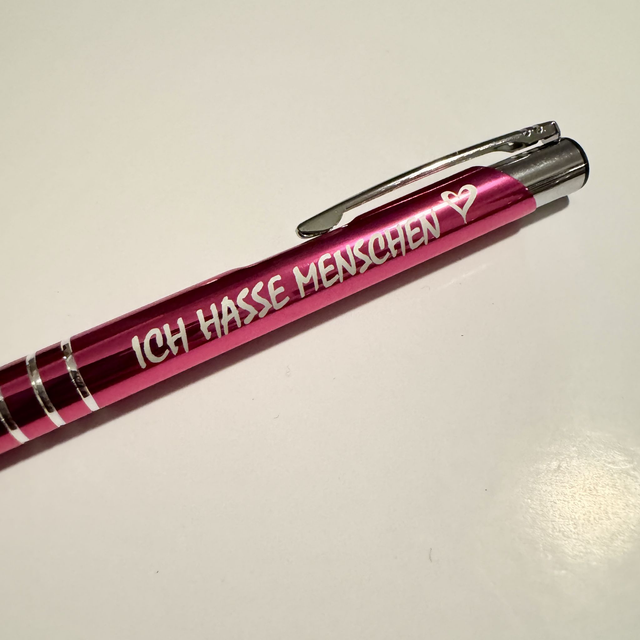 ICH HASSE MENSCHEN ♡